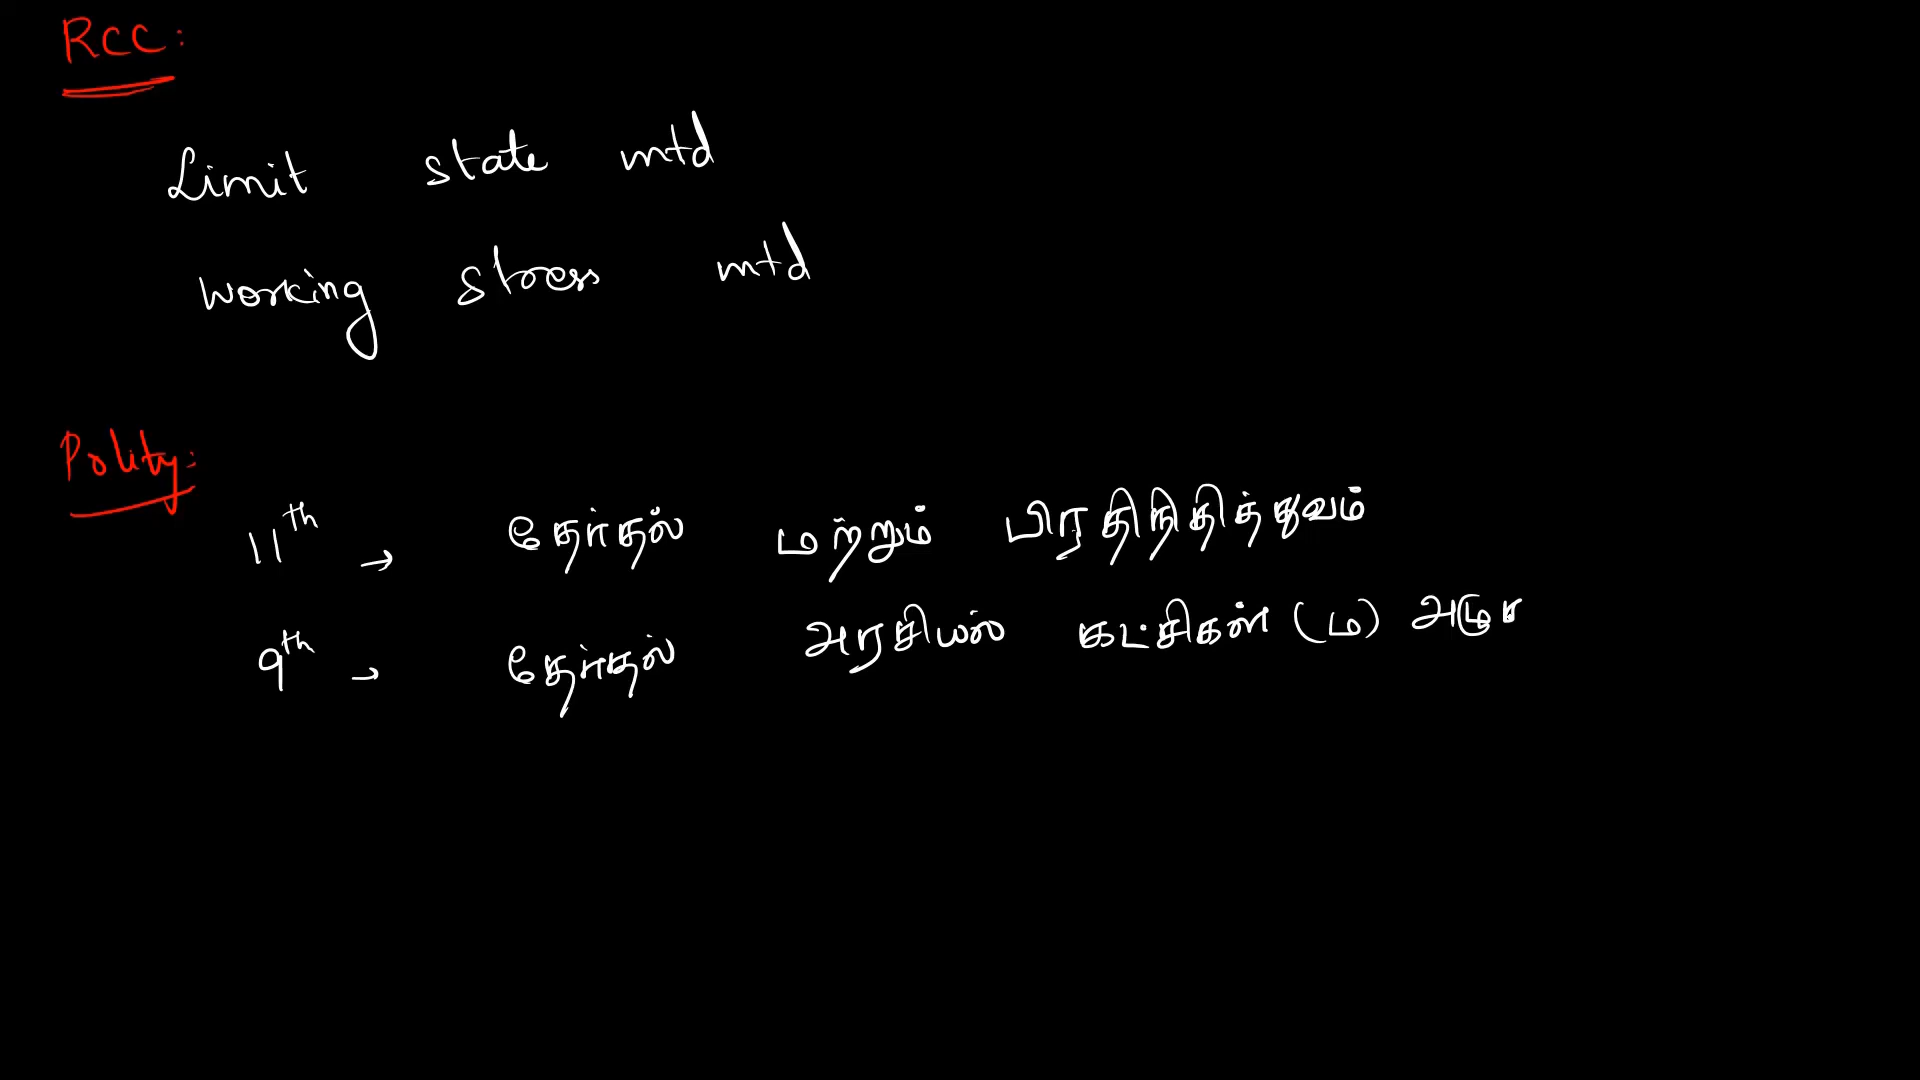 RCC:
Limit state mtd
working stress mtd
Polity:
11th → தேர்தல் மற்றும் பிரதிநிதித்துவம்
9th → தேர்தல் அரசியல் கட்சிகள் (ம)